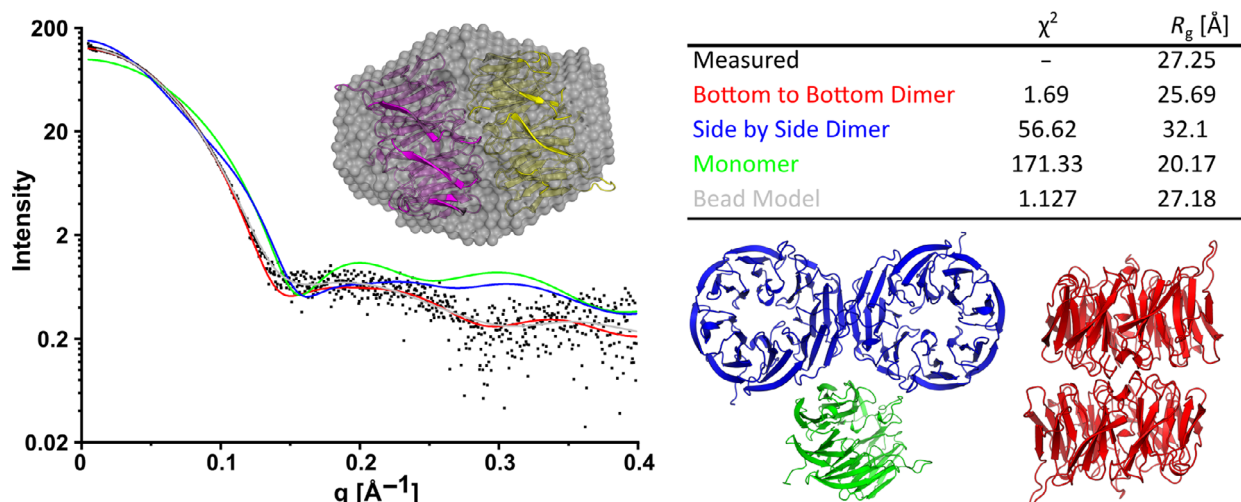 200
20
2
0.2
0.02
Intensity
0
0.1
0.2
0.3
0.4
q [Å⁻¹]
χ² Rg [Å]
Measured – 27.25
Bottom to Bottom Dimer 1.69 25.69
Side by Side Dimer 56.62 32.1
Monomer 171.33 20.17
Bead Model 1.127 27.18